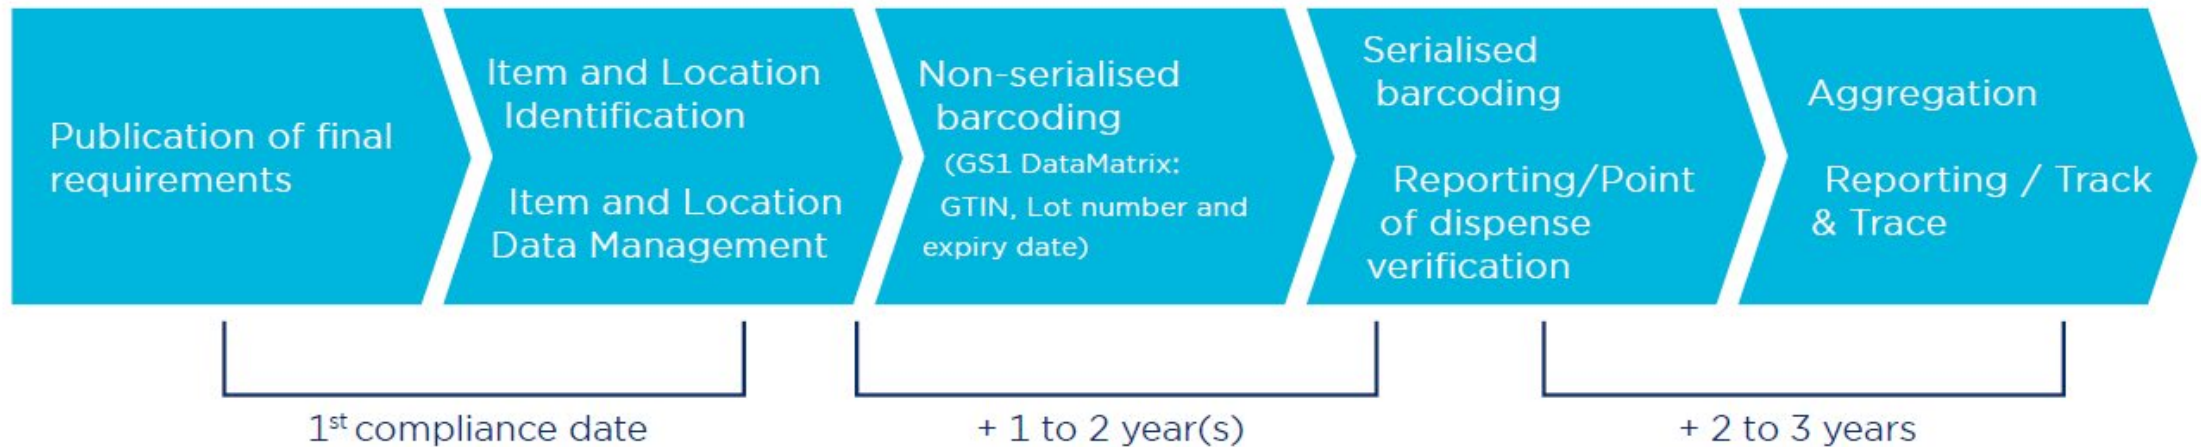 Publication of final
requirements
Item and Location
Identification
Item and Location
Data Management
Non-serialised
barcoding
(GS1 DataMatrix:
GTIN, Lot number and
expiry date)
Serialised
barcoding
Reporting/Point
of dispense
verification
Aggregation
Reporting / Track
& Trace
1st compliance date
+ 1 to 2 year(s)
+ 2 to 3 years